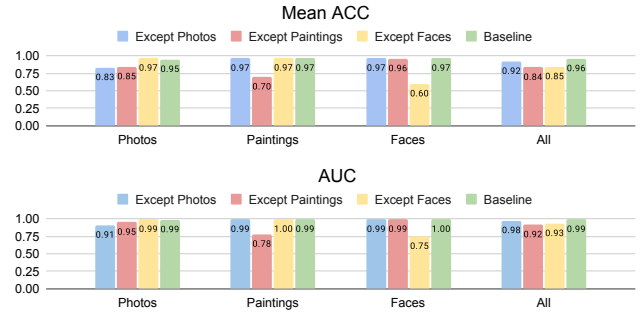 Mean ACC
Except Photos Except Paintings Except Faces Baseline
1.00
0.75
0.50
0.25
0.00
0.83 0.85 0.97 0.95
0.97 0.70 0.97 0.97
0.97 0.96 0.60 0.97
0.92 0.84 0.85 0.96
Photos Paintings Faces All
AUC
Except Photos Except Paintings Except Faces Baseline
1.00
0.75
0.50
0.25
0.00
0.91 0.95 0.99 0.99
0.99 0.78 1.00 0.99
0.99 0.99 0.75 1.00
0.98 0.92 0.93 0.99
Photos Paintings Faces All